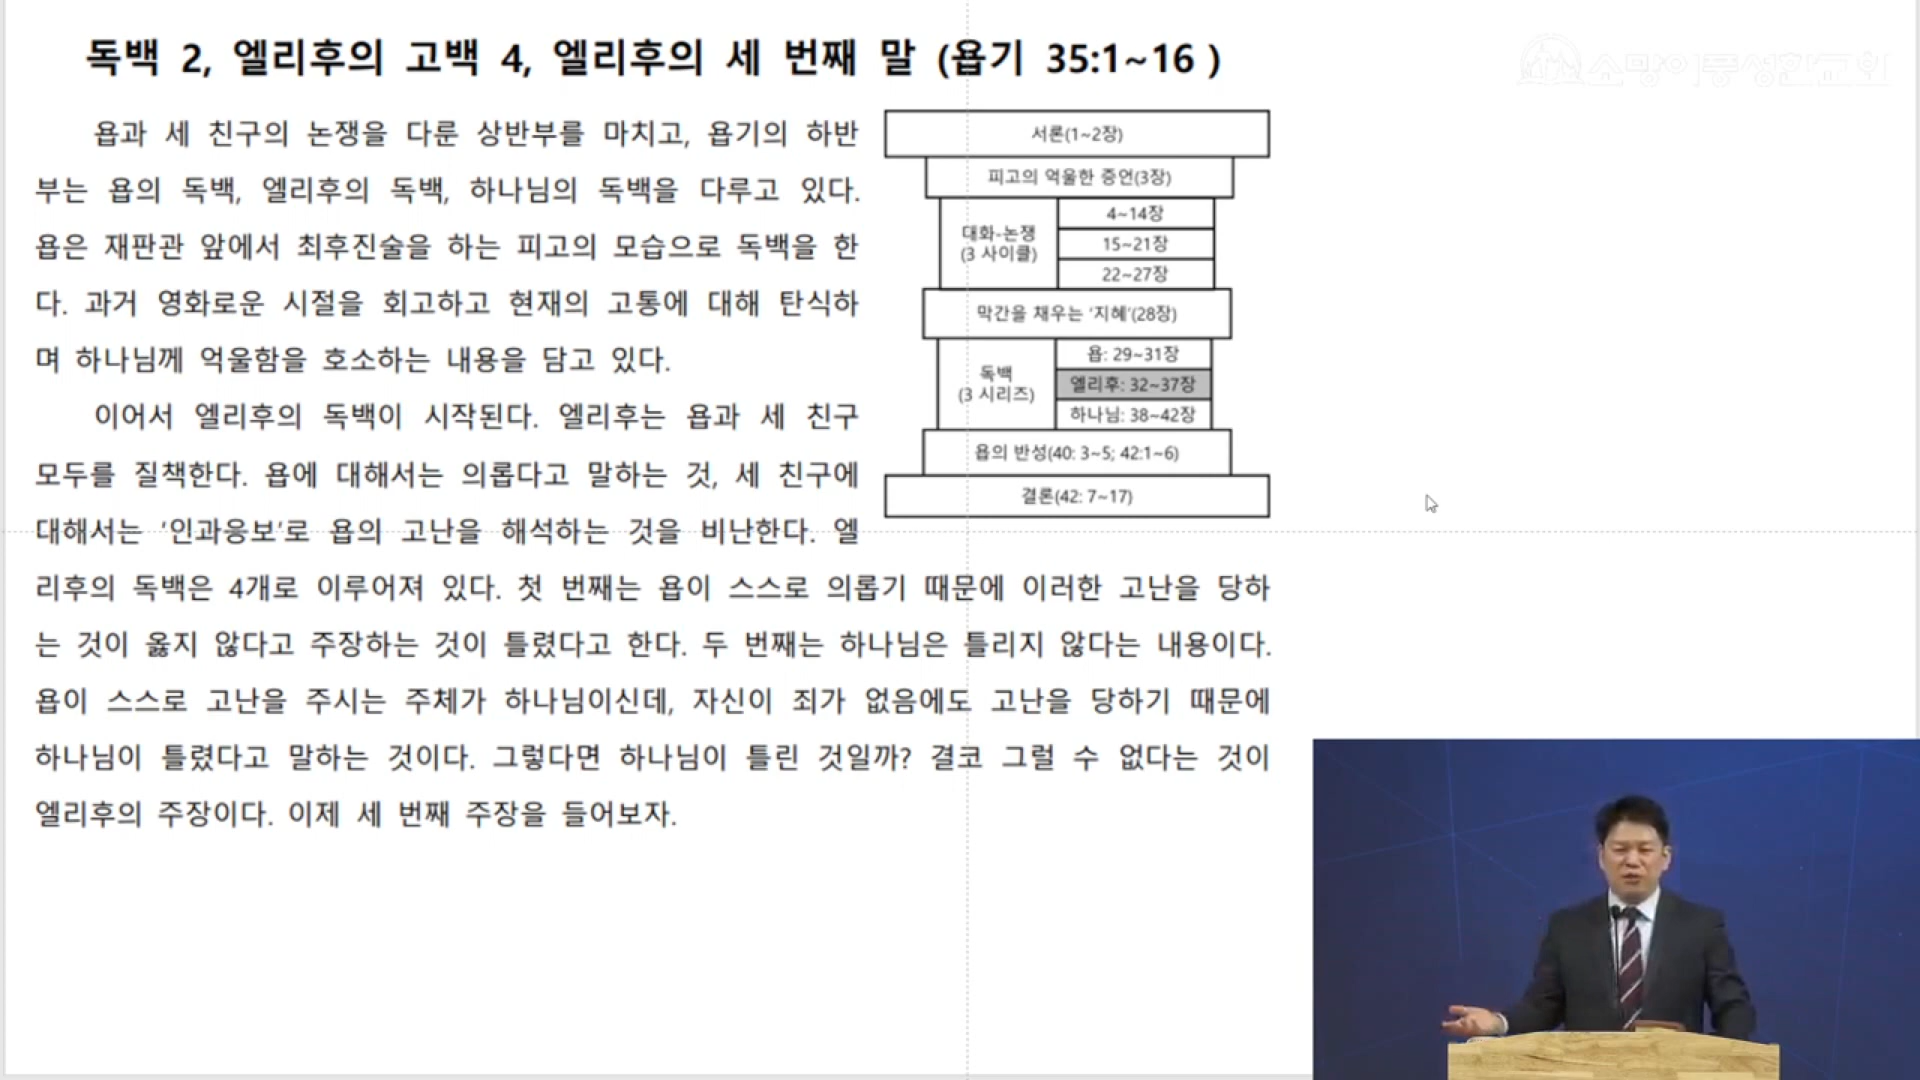 독백 2, 엘리후의 고백 4, 엘리후의 세 번째 말 (욥기 35:1~16 )
소망이풍성한교회
욥과 세 친구의 논쟁을 다룬 상반부를 마치고, 욥기의 하반
부는 욥의 독백, 엘리후의 독백, 하나님의 독백을 다루고 있다.
욥은 재판관 앞에서 최후진술을 하는 피고의 모습으로 독백을 한
다. 과거 영화로운 시절을 회고하고 현재의 고통에 대해 탄식하
며 하나님께 억울함을 호소하는 내용을 담고 있다.
이어서 엘리후의 독백이 시작된다. 엘리후는 욥과 세 친구
모두를 질책한다. 욥에 대해서는 의롭다고 말하는 것, 세 친구에
대해서는 '인과응보'로 욥의 고난을 해석하는 것을 비난한다. 엘
리후의 독백은 4개로 이루어져 있다. 첫 번째는 욥이 스스로 의롭기 때문에 이러한 고난을 당하
는 것이 옳지 않다고 주장하는 것이 틀렸다고 한다. 두 번째는 하나님은 틀리지 않다는 내용이다.
욥이 스스로 고난을 주시는 주체가 하나님이신데, 자신이 죄가 없음에도 고난을 당하기 때문에
하나님이 틀렸다고 말하는 것이다. 그렇다면 하나님이 틀린 것일까? 결코 그럴 수 없다는 것이
엘리후의 주장이다. 이제 세 번째 주장을 들어보자.
서론(1~2장)
피고의 억울한 증언(3장)
대화-논쟁
(3 사이클)
4~14장
15~21장
22~27장
막간을 채우는 '지혜'(28장)
독백
(3 시리즈)
욥: 29~31장
엘리후: 32~37장
하나님: 38~42장
욥의 반성(40: 3~5; 42:1~6)
결론(42: 7~17)